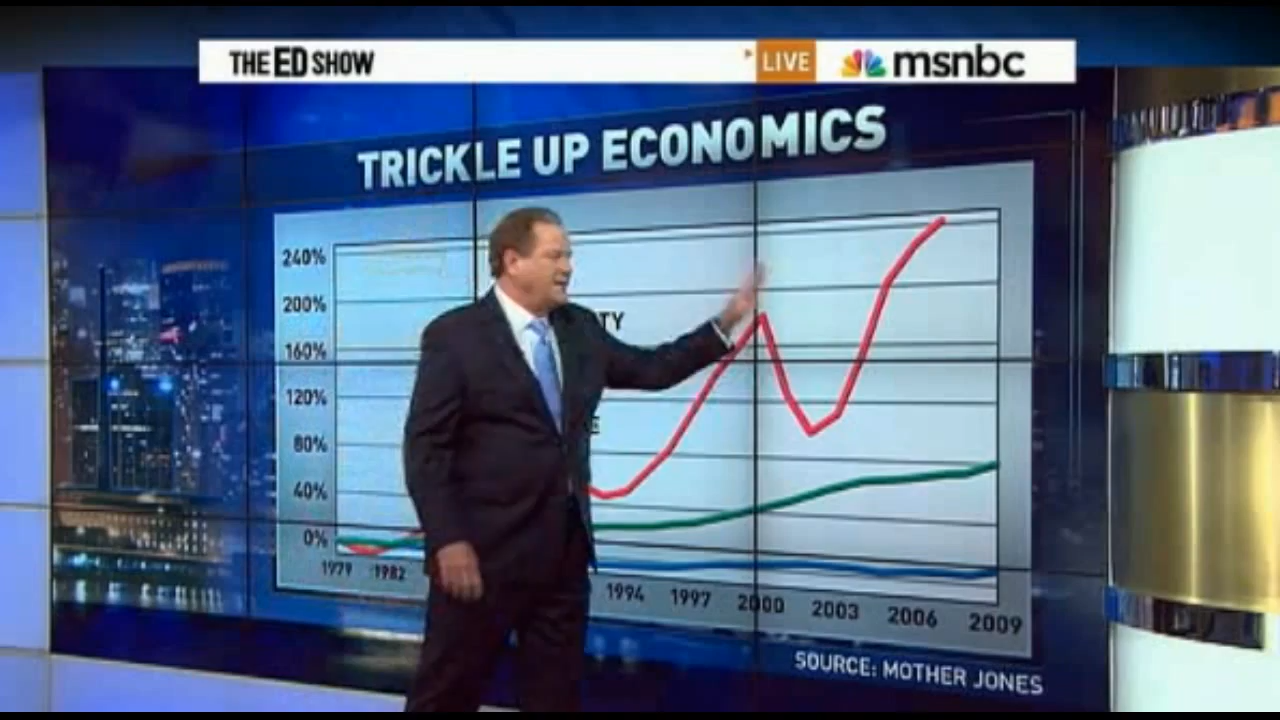 THE ED SHOW
LIVE
msnbc
TRICKLE UP ECONOMICS
240%
200%
160%
120%
80%
40%
0%
1979 1982 1994 1997 2000 2003 2006 2009
SOURCE: MOTHER JONES